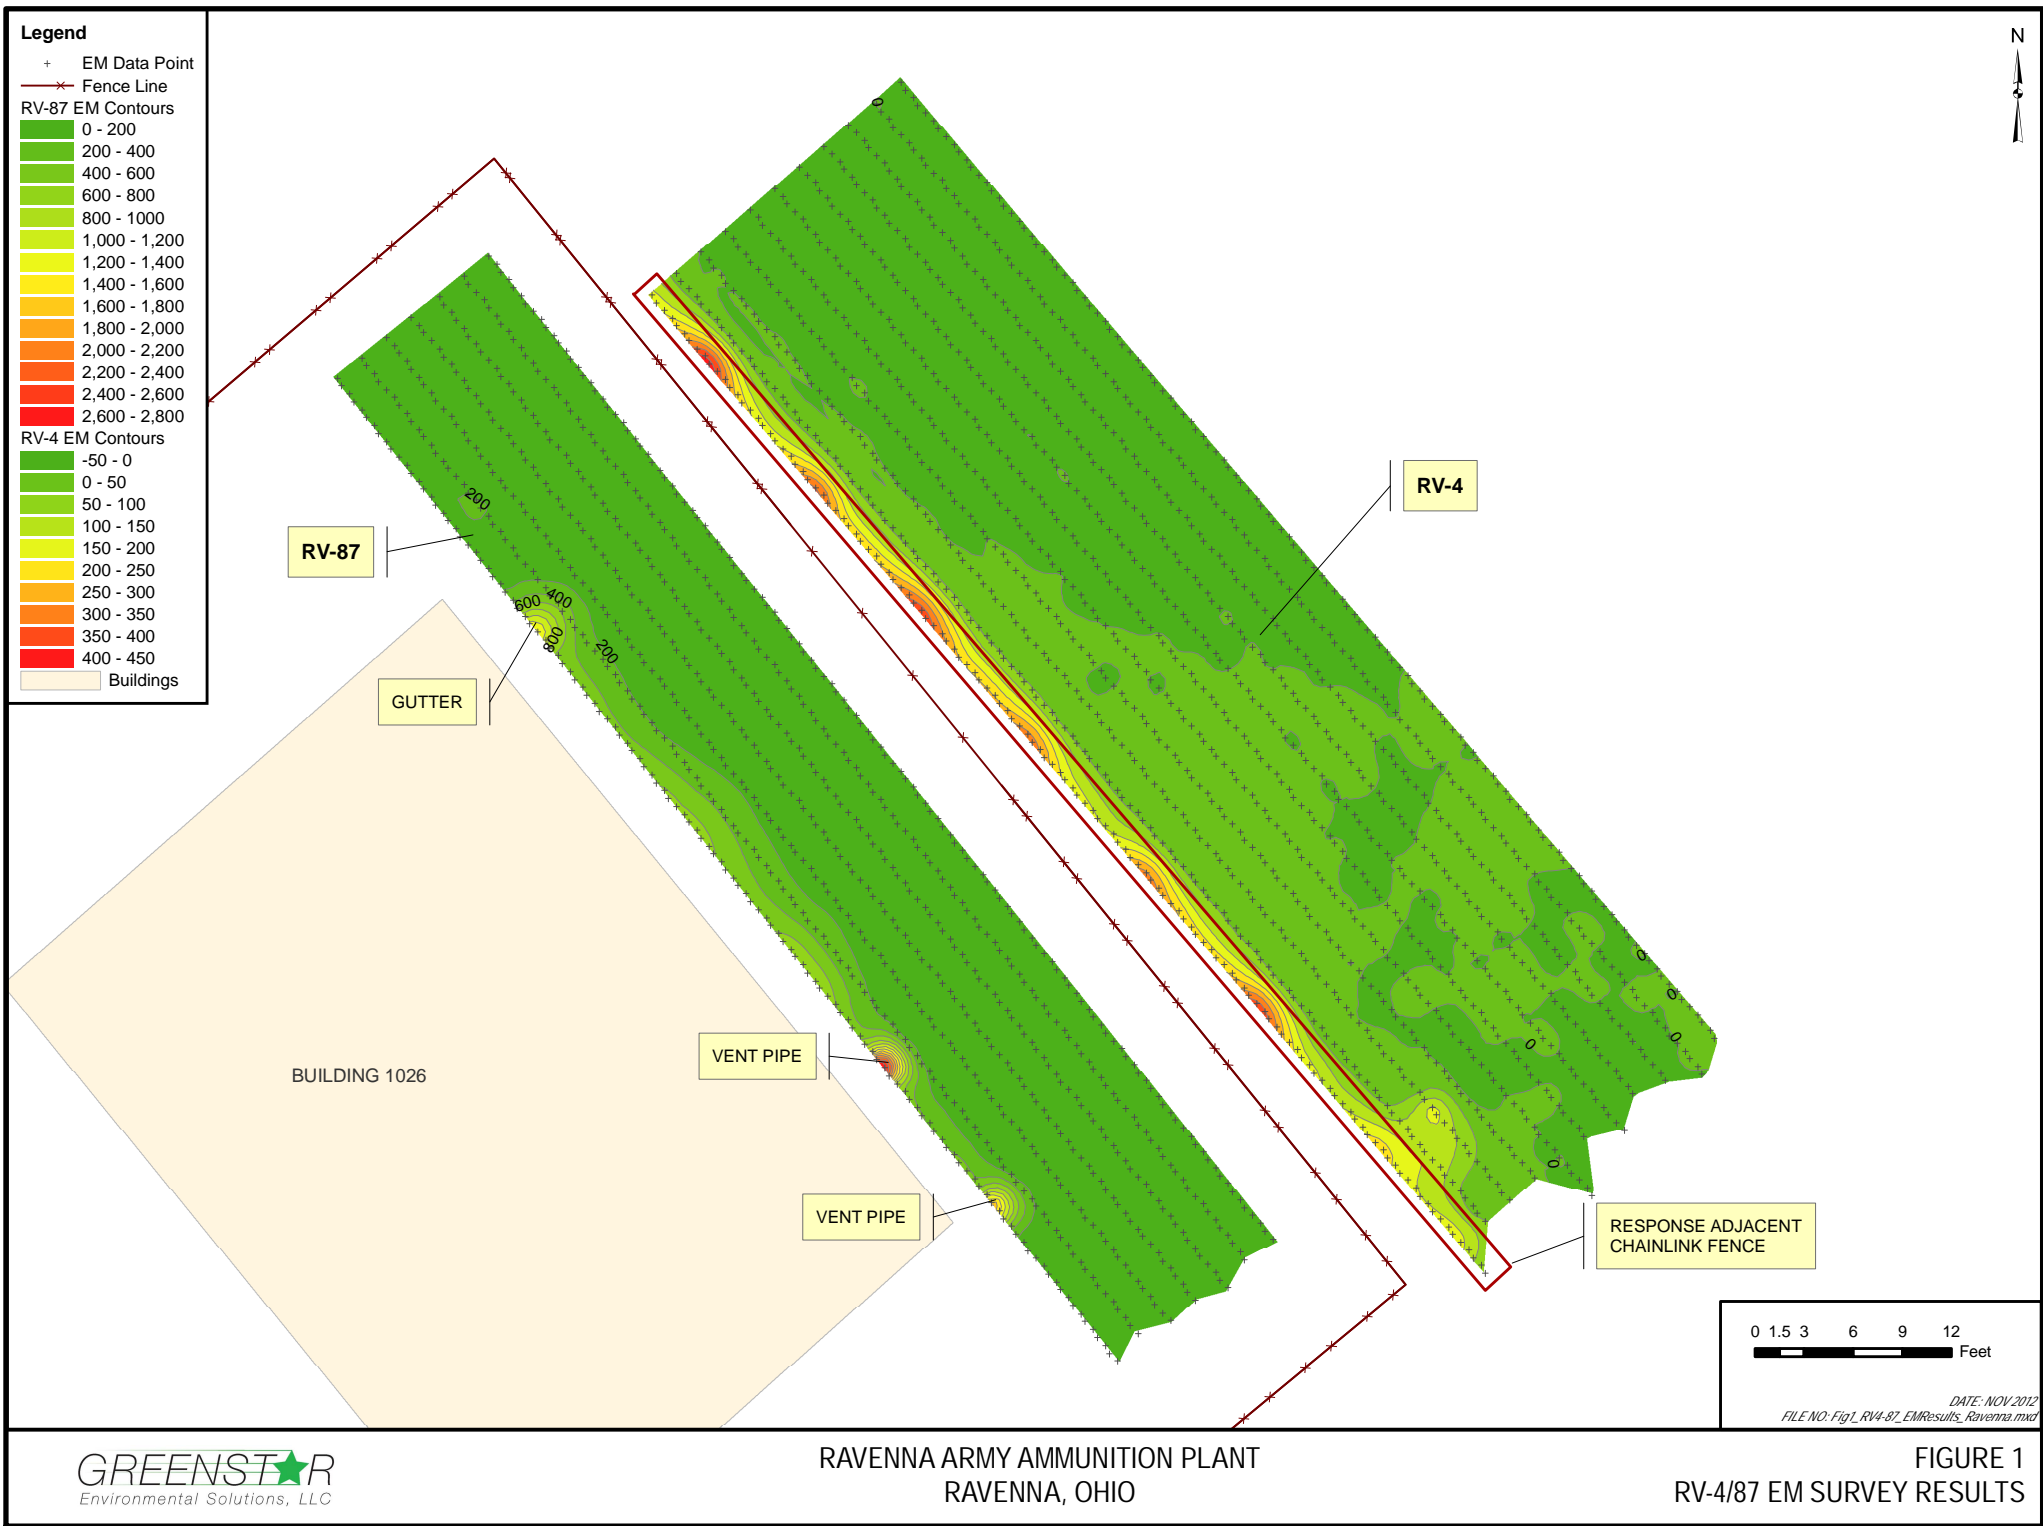 Legend
EM Data Point
Fence Line
RV-87 EM Contours
0 - 200
200 - 400
400 - 600
600 - 800
800 - 1000
1,000 - 1,200
1,200 - 1,400
1,400 - 1,600
1,600 - 1,800
1,800 - 2,000
2,000 - 2,200
2,200 - 2,400
2,400 - 2,600
2,600 - 2,800
RV-4 EM Contours
-50 - 0
0 - 50
50 - 100
100 - 150
150 - 200
200 - 250
250 - 300
300 - 350
350 - 400
400 - 450
Buildings
N
0
RV-4
200
RV-87
600
400
800
200
GUTTER
0
0
0
0
VENT PIPE
BUILDING 1026
0
VENT PIPE
RESPONSE ADJACENT
CHAINLINK FENCE
0 1.5 3 6 9 12
Feet
DATE: NOV 2012
FILE NO: Fig1_RV4-87_EMResults_Ravenna.mxd
GREENSTAR
Environmental Solutions, LLC
RAVENNA ARMY AMMUNITION PLANT
RAVENNA, OHIO
FIGURE 1
RV-4/87 EM SURVEY RESULTS